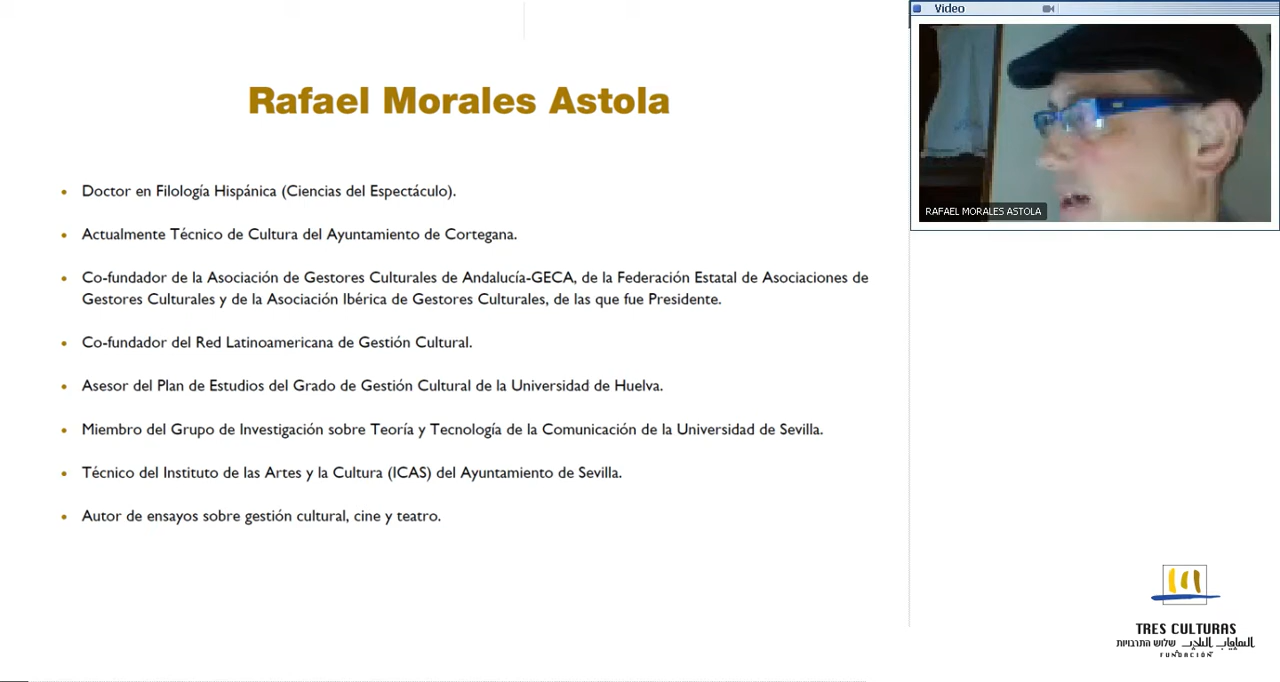 Rafael Morales Astola
• Doctor en Filología Hispánica (Ciencias del Espectáculo).
• Actualmente Técnico de Cultura del Ayuntamiento de Cortegana.
• Co-fundador de la Asociación de Gestores Culturales de Andalucía-GECA, de la Federación Estatal de Asociaciones de
Gestores Culturales y de la Asociación Ibérica de Gestores Culturales, de las que fue Presidente.
• Co-fundador del Red Latinoamericana de Gestión Cultural.
• Asesor del Plan de Estudios del Grado de Gestión Cultural de la Universidad de Huelva.
• Miembro del Grupo de Investigación sobre Teoría y Tecnología de la Comunicación de la Universidad de Sevilla.
• Técnico del Instituto de las Artes y la Cultura (ICAS) del Ayuntamiento de Sevilla.
• Autor de ensayos sobre gestión cultural, cine y teatro.
Video
RAFAEL MORALES ASTOLA
TRES CULTURAS
שלוש התרבויות الثقافات الثلاث
FUNDACIÓN